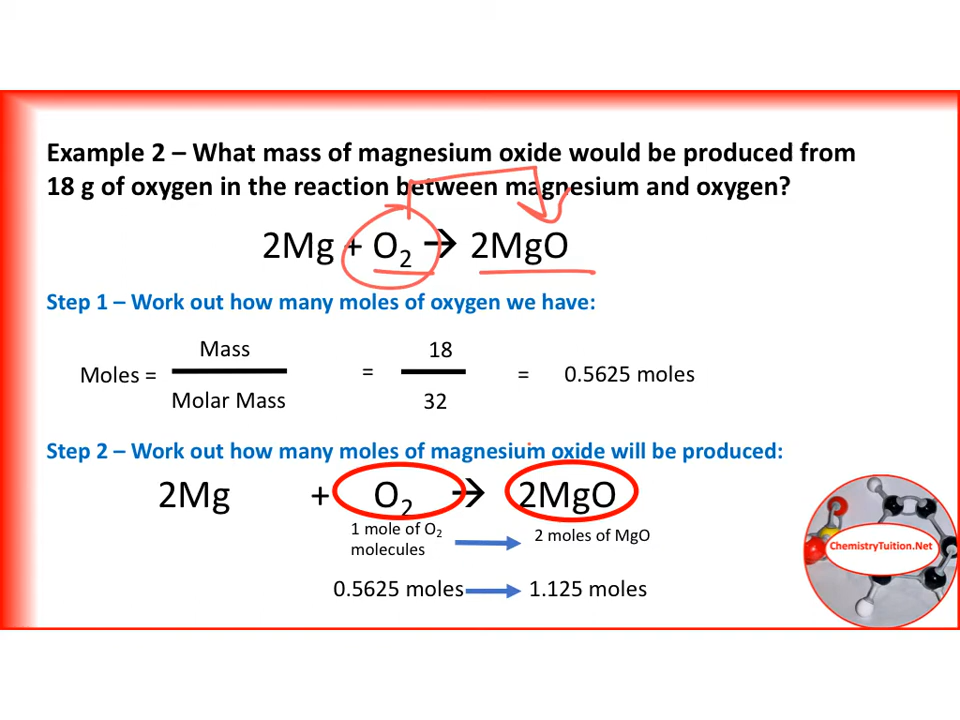 Example 2 – What mass of magnesium oxide would be produced from
18 g of oxygen in the reaction between magnesium and oxygen?
2Mg + O₂ → 2MgO
Step 1 – Work out how many moles of oxygen we have:
Mass
Moles =
Molar Mass
=
18
32
= 0.5625 moles
Step 2 – Work out how many moles of magnesium oxide will be produced:
2Mg + O₂ → 2MgO
1 mole of O₂
molecules
2 moles of MgO
0.5625 moles
1.125 moles
ChemistryTuition.Net